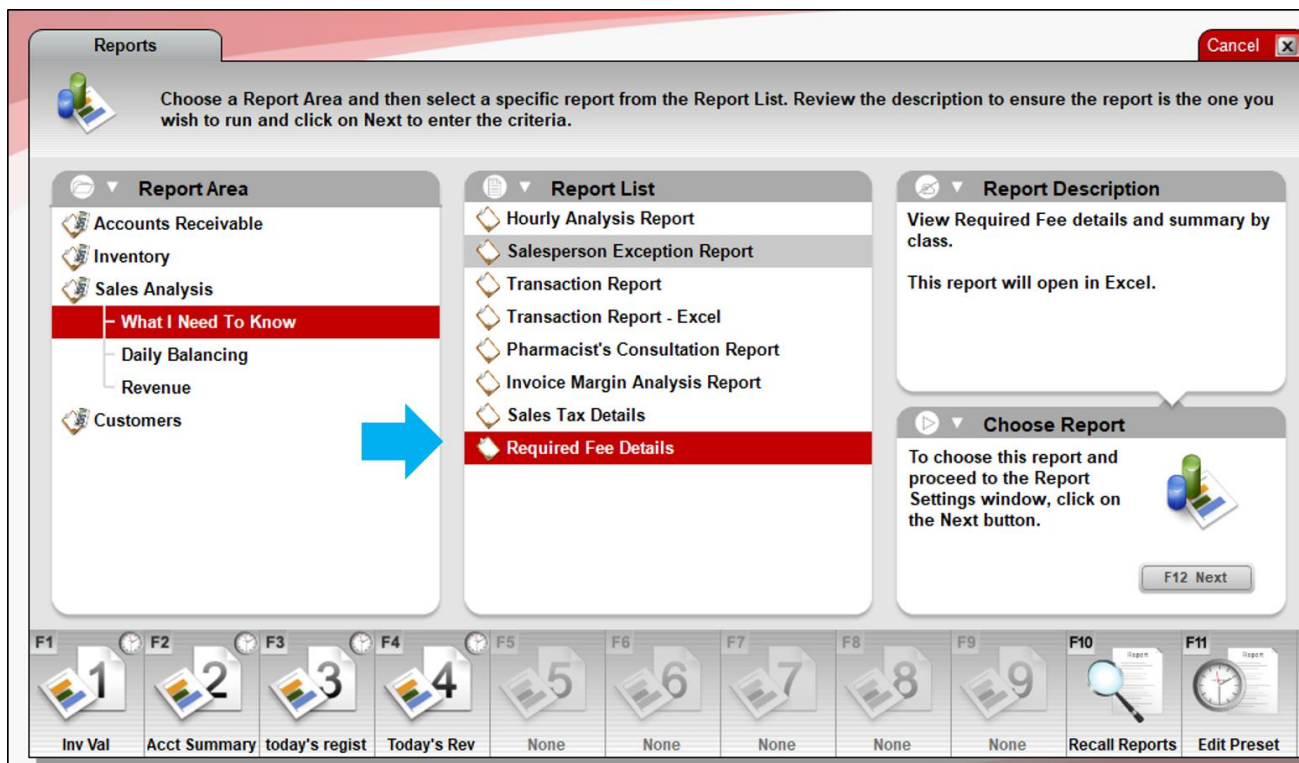 Reports
Cancel X
Choose a Report Area and then select a specific report from the Report List. Review the description to ensure the report is the one you
wish to run and click on Next to enter the criteria.
Report Area
Accounts Receivable
Inventory
Sales Analysis
What I Need To Know
Daily Balancing
Revenue
Customers
Report List
Hourly Analysis Report
Salesperson Exception Report
Transaction Report
Transaction Report - Excel
Pharmacist's Consultation Report
Invoice Margin Analysis Report
Sales Tax Details
Required Fee Details
Report Description
View Required Fee details and summary by
class.
This report will open in Excel.
Choose Report
To choose this report and
proceed to the Report
Settings window, click on
the Next button.
F12 Next
F1 F2 F3 F4 F5 F6 F7 F8 F9 F10 F11
1 2 3 4 5 6 7 8 9 Report Report
Inv Val Acct Summary today's regist Today's Rev None None None None None Recall Reports Edit Preset